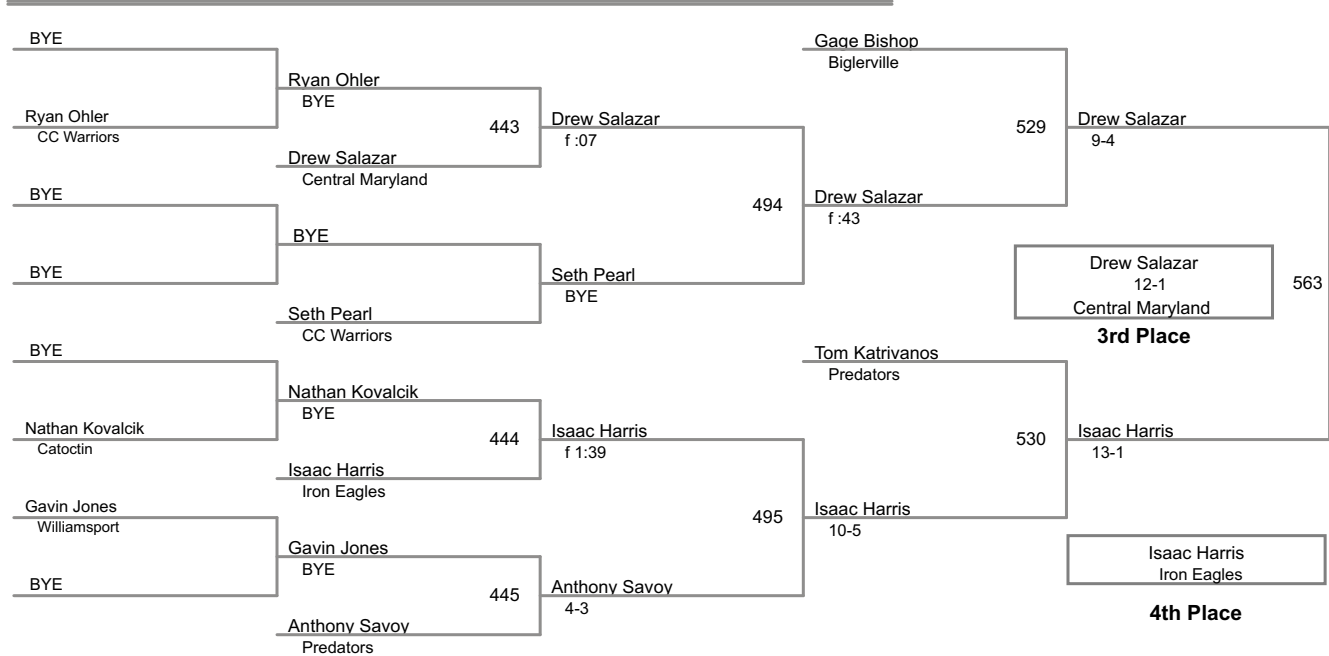 BYE
Ryan Ohler
CC Warriors
BYE
BYE
BYE
Nathan Kovalcik
Catoctin
Gavin Jones
Williamsport
BYE
Ryan Ohler
BYE
443
Drew Salazar
Central Maryland
BYE
Seth Pearl
CC Warriors
Nathan Kovalcik
BYE
444
Isaac Harris
Iron Eagles
Gavin Jones
BYE
445
Anthony Savoy
Predators
Drew Salazar
f :07
494
Seth Pearl
BYE
Isaac Harris
f 1:39
495
Anthony Savoy
4-3
Gage Bishop
Biglerville
529
Drew Salazar
f :43
Tom Katrivanos
Predators
530
Isaac Harris
10-5
Drew Salazar
9-4
Drew Salazar
12-1
Central Maryland
563
3rd Place
Isaac Harris
13-1
Isaac Harris
Iron Eagles
4th Place